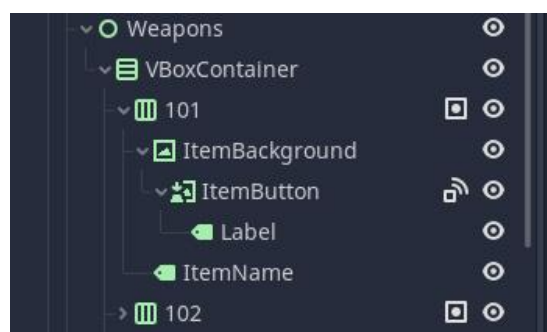 Weapons
VBoxContainer
101
ItemBackground
ItemButton
Label
ItemName
102